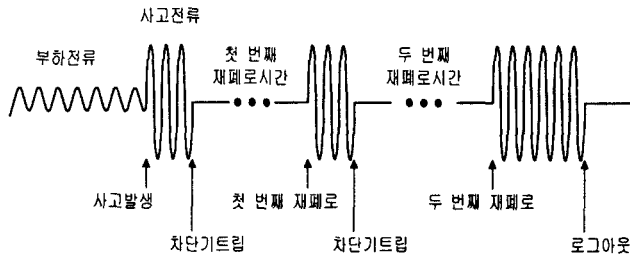 사고전류
부하전류
첫 번째
재폐로시간
두 번째
재폐로시간
사고발생
첫 번째 재폐로
두 번째 재폐로
차단기트립
차단기트립
로그아웃